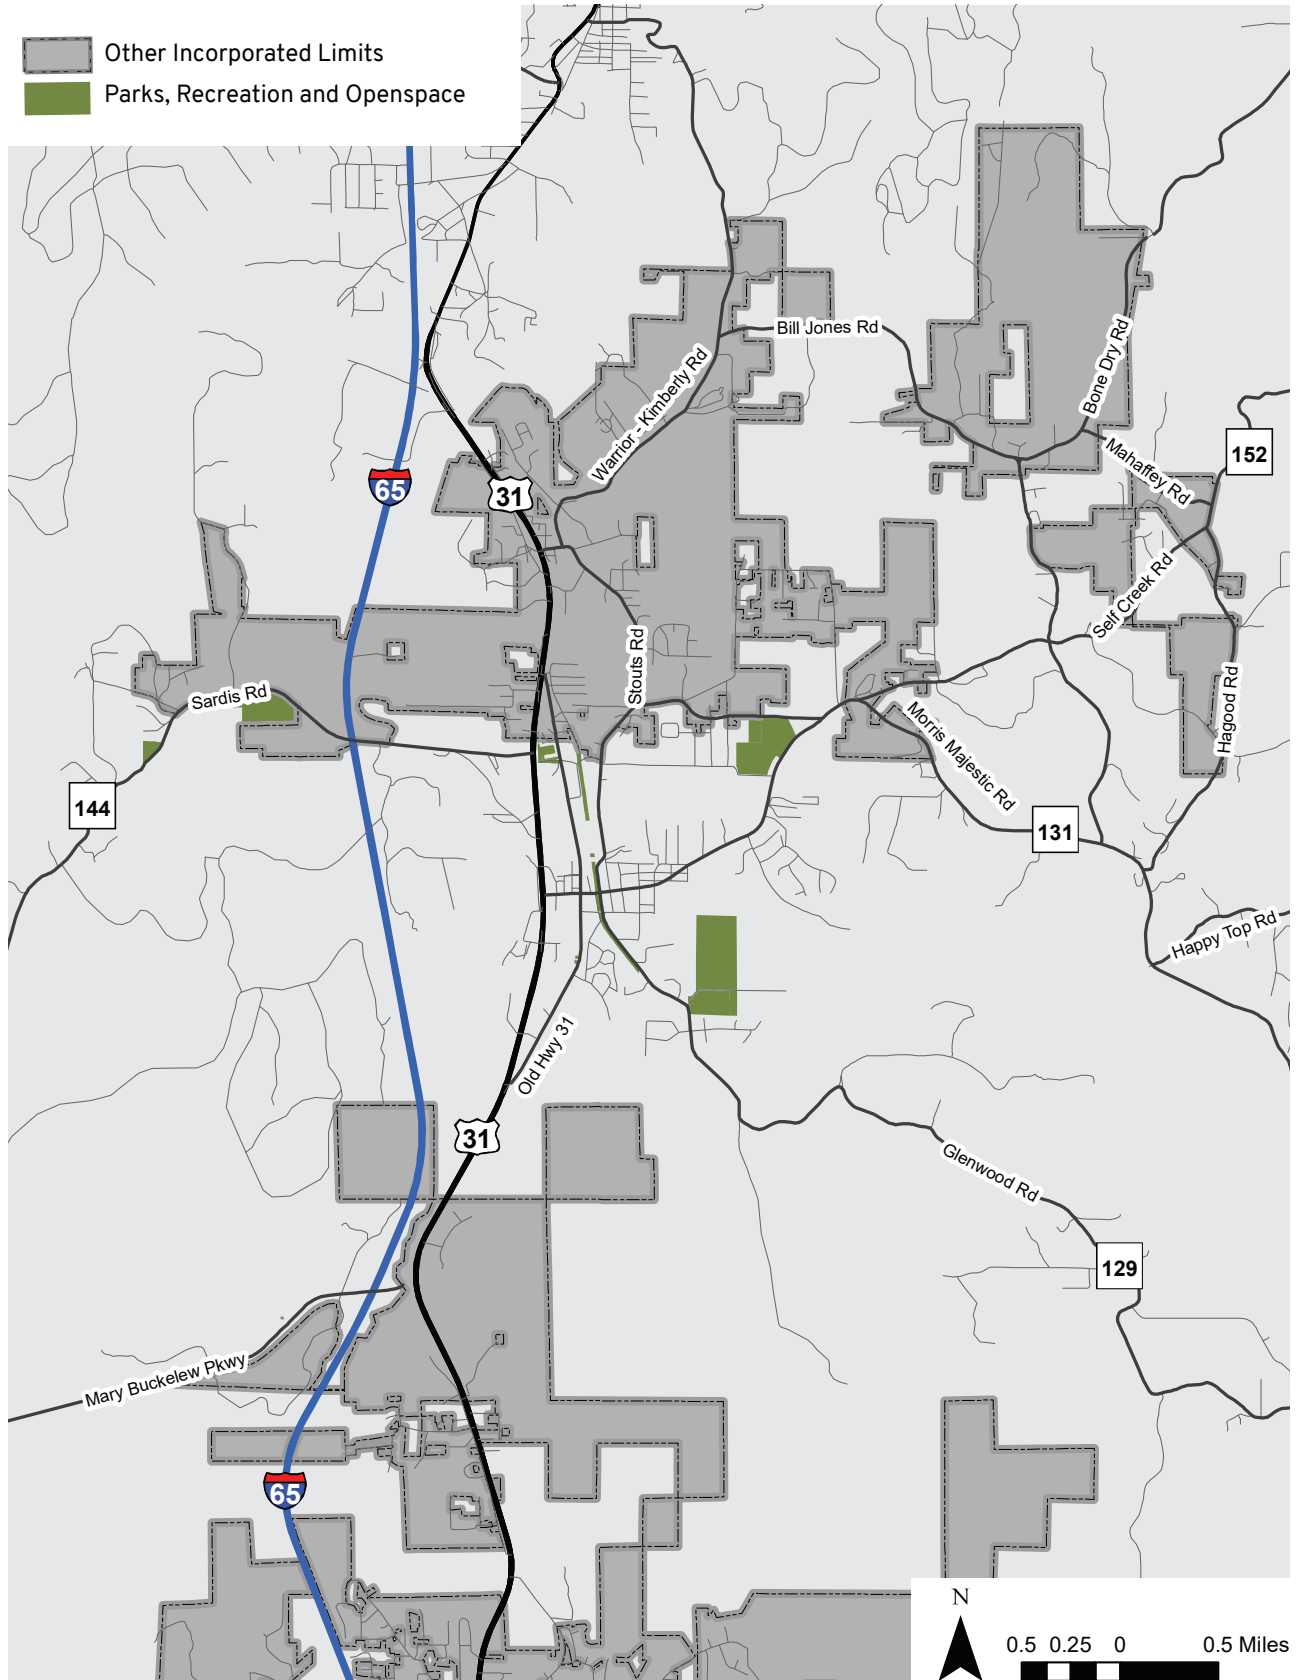 Other Incorporated Limits
Parks, Recreation and Openspace
Bill Jones Rd
Bone Dry Rd
Warrior - Kimberly Rd
152
Mahaffey Rd
65
31
Self Creek Rd
Stouts Rd
Sardis Rd
Hagood Rd
Morris Majestic Rd
144
131
Happy Top Rd
Old Hwy 31
31
Glenwood Rd
129
Mary Buckelew Pkwy
65
N
0.5 0.25 0 0.5 Miles